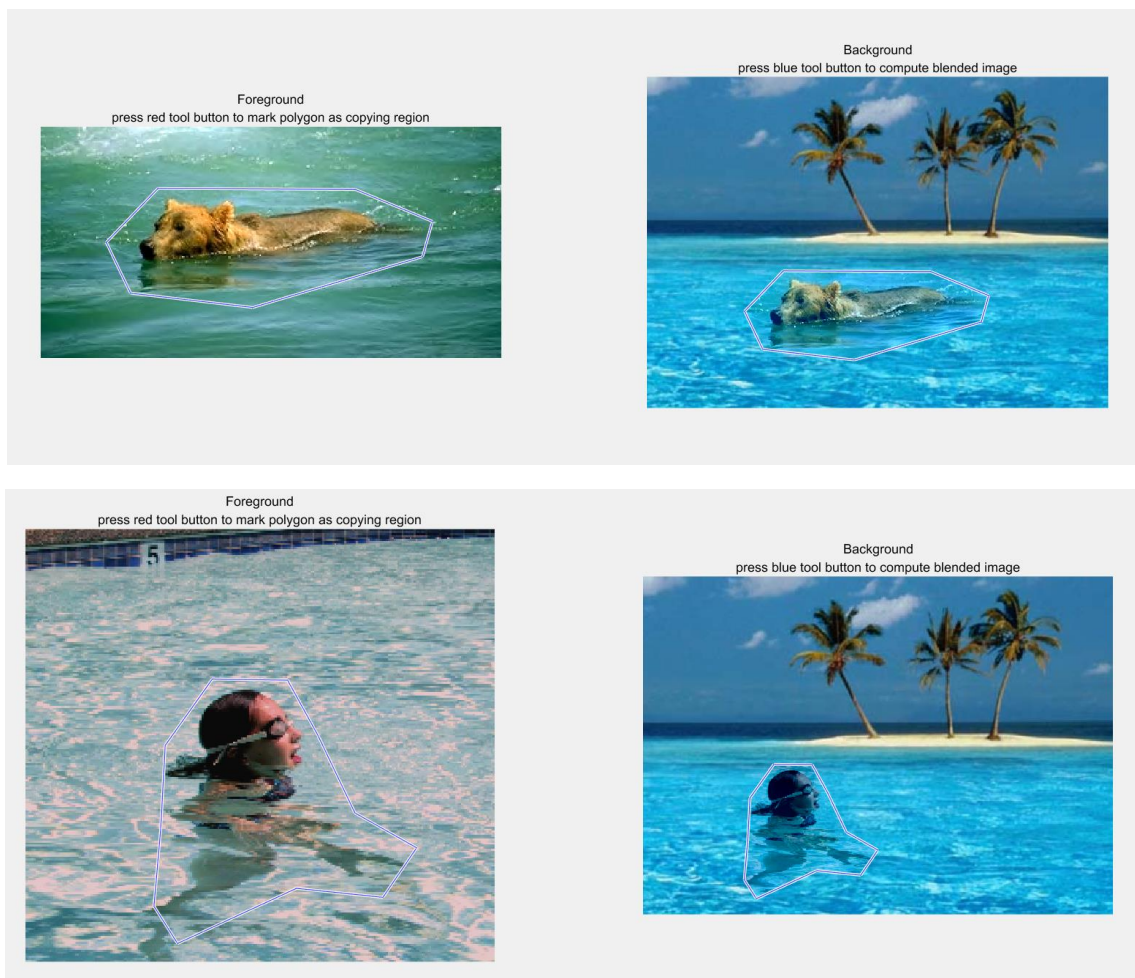 Foreground
press red tool button to mark polygon as copying region
Background
press blue tool button to compute blended image
Foreground
press red tool button to mark polygon as copying region
5
Background
press blue tool button to compute blended image